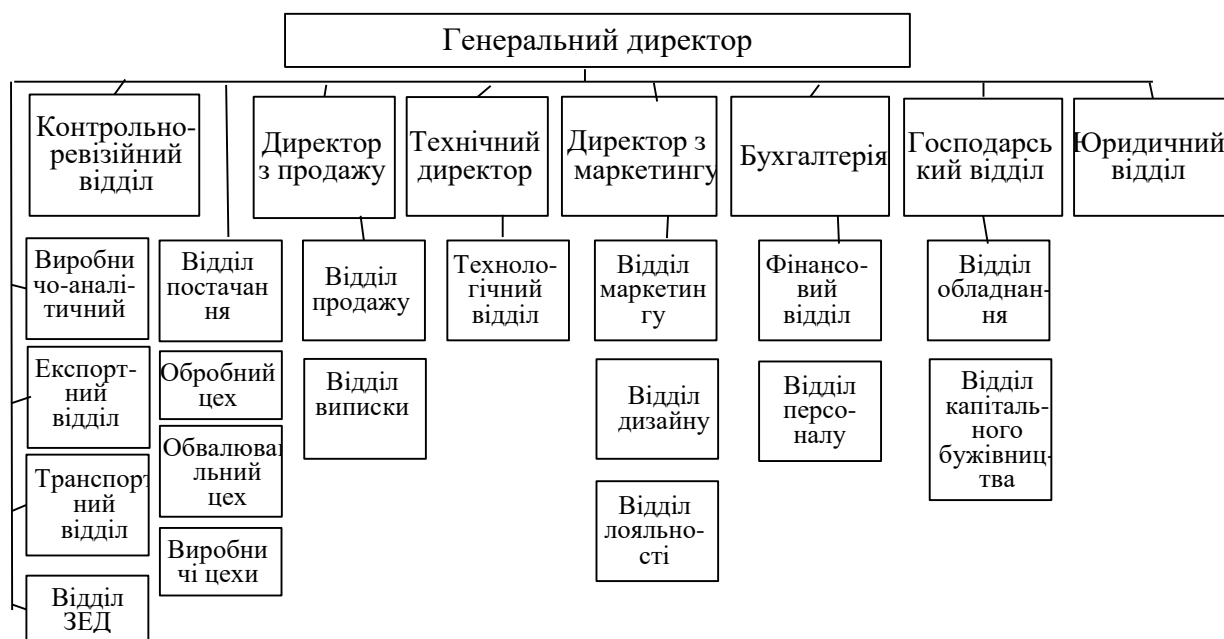 Генеральний директор
Контрольно-
ревізійний
відділ
Директор
з продажу
Технічний
директор
Директор з
маркетингу
Бухгалтерія
Господарсь
кий відділ
Юридичний
відділ
Виробни
чо-аналі-
тичний
Відділ
постачан
ня
Відділ
продажу
Техноло-
гічний
відділ
Відділ
маркетин
гу
Фінансо-
вий
відділ
Відділ
обладнан-
ня
Експорт-
ний
відділ
Обробний
цех
Відділ
виписки
Відділ
дизайну
Відділ
персо-
налу
Відділ
капіталь-
ного
бужівниц-
тва
Обвалюва
льний
цех
Транспорт
ний
відділ
Відділ
лояльно-
сті
Виробни
чі цехи
Відділ
ЗЕД